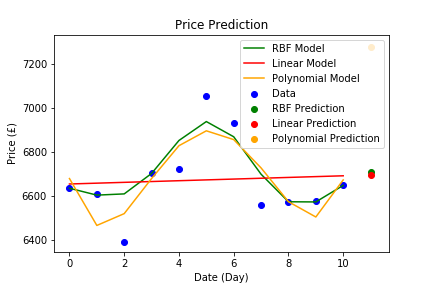 Price Prediction
RBF Model
Linear Model
Polynomial Model
Data
RBF Prediction
Linear Prediction
Polynomial Prediction
Price (£)
7200
7000
6800
6600
6400
0 2 4 6 8 10
Date (Day)